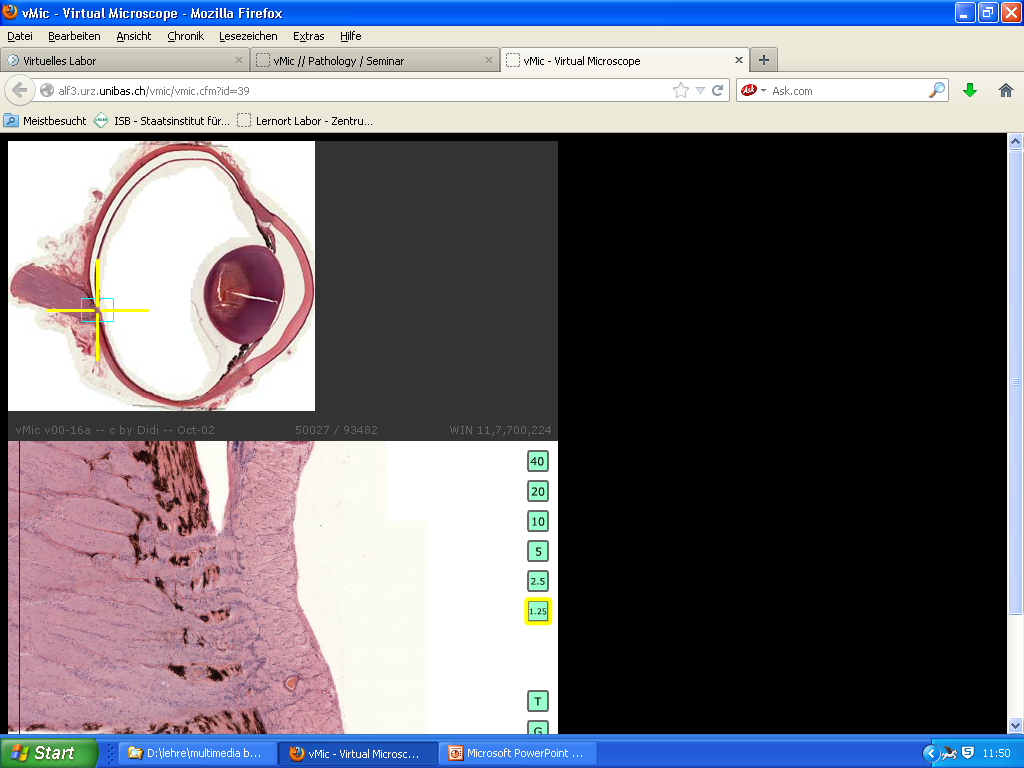 vMic - Virtual Microscope - Mozilla Firefox
Datei Bearbeiten Ansicht Chronik Lesezeichen Extras Hilfe
Virtuelles Labor vMic // Pathology / Seminar vMic - Virtual Microscope
alf3.urz.unibas.ch/vmic/vmic.cfm?id=39 Ask Ask.com
Meistbesucht ISB - Staatsinstitut für... Lernort Labor - Zentru...
vMic v00-16a -- c by Didi -- Oct-02 50027 / 93482 WIN 11,7,700,224
40
20
10
5
2.5
1.25
T
G
Start D:\lehre\multimedia b... vMic - Virtual Microsc... Microsoft PowerPoint ... 11:50